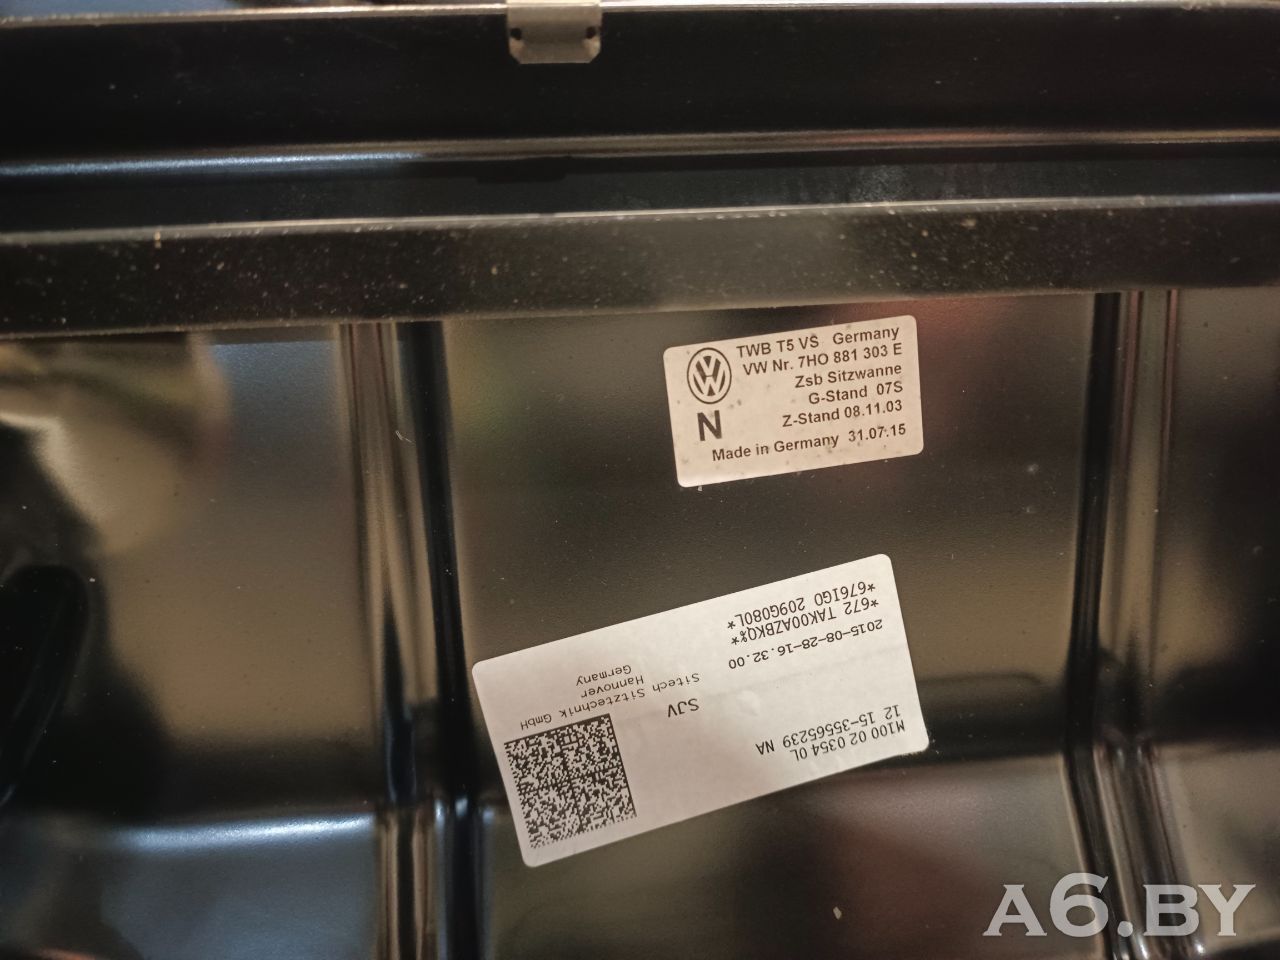 TWB T5 VS Germany
VW Nr. 7HO 881 303 E
Zsb Sitzwanne
G-Stand 07S
Z-Stand 08.11.03
N
Made in Germany 31.07.15
M100 02 0354 0L
12 15-35565239 NA
SJV
Sitech Sitztechnik GmbH
Hannover
Germany
2015-08-28-16.32.00
*672 TAK00AZBKQ%*
*676IGO 209G080L*
A6.BY